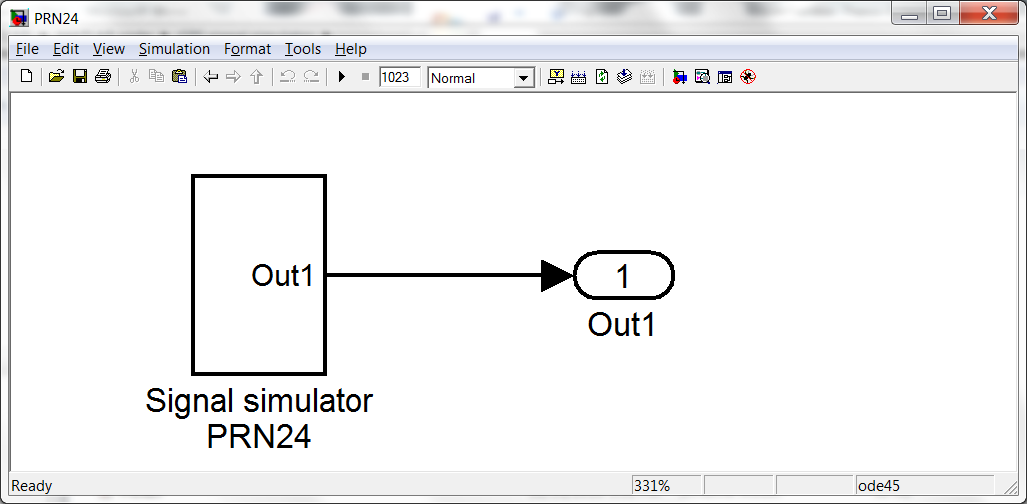 PRN24
File Edit View Simulation Format Tools Help
1023 Normal
Out1
1
Out1
Signal simulator
PRN24
Ready 331% ode45